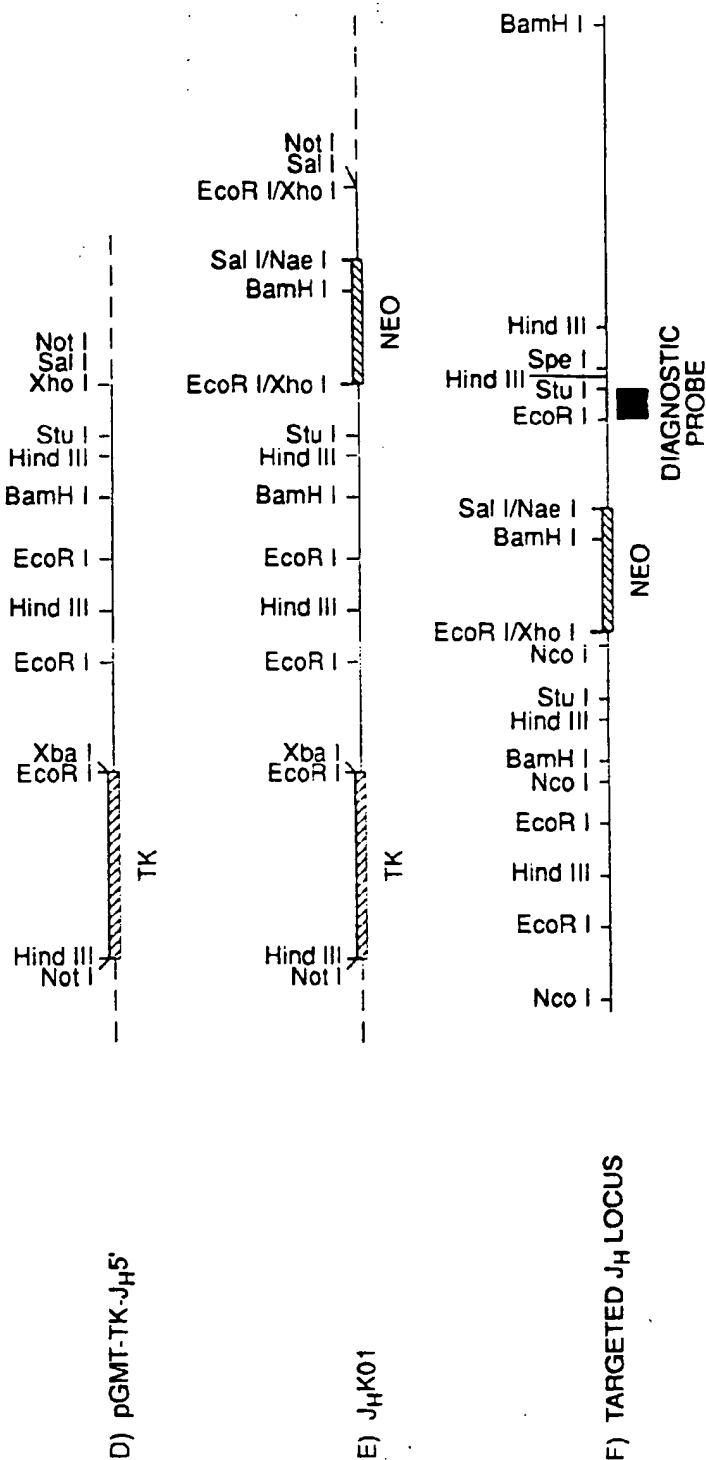 D) pGMT-TK-JH5'
Not I
Hind III
TK
EcoR I
Xba I
EcoR I
Hind III
EcoR I
BamH I
Hind III
Stu I
Xho I
Sal I
Not I
E) JHK01
Not I
Hind III
TK
EcoR I
Xba I
EcoR I
Hind III
EcoR I
BamH I
Hind III
Stu I
EcoR I/Xho I
NEO
BamH I
Sal I/Nae I
EcoR I/Xho I
Sal I
Not I
F) TARGETED JH LOCUS
Nco I
EcoR I
Hind III
EcoR I
Nco I
BamH I
Hind III
Stu I
Nco I
EcoR I/Xho I
NEO
BamH I
Sal I/Nae I
EcoR I
Stu I
Hind III
Spe I
Hind III
BamH I
DIAGNOSTIC
PROBE